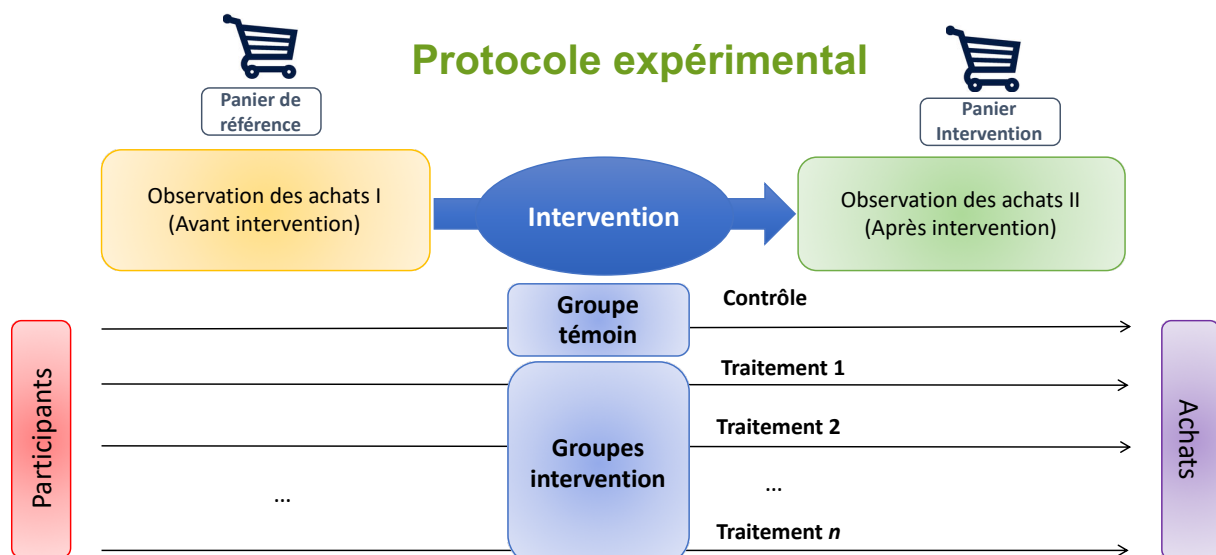 Protocole expérimental
Panier de
référence
Panier
Intervention
Observation des achats I
(Avant intervention)
Intervention
Observation des achats II
(Après intervention)
Participants
Groupe
témoin
Contrôle
Groupes
intervention
Traitement 1
Traitement 2
...
...
Traitement n
Achats